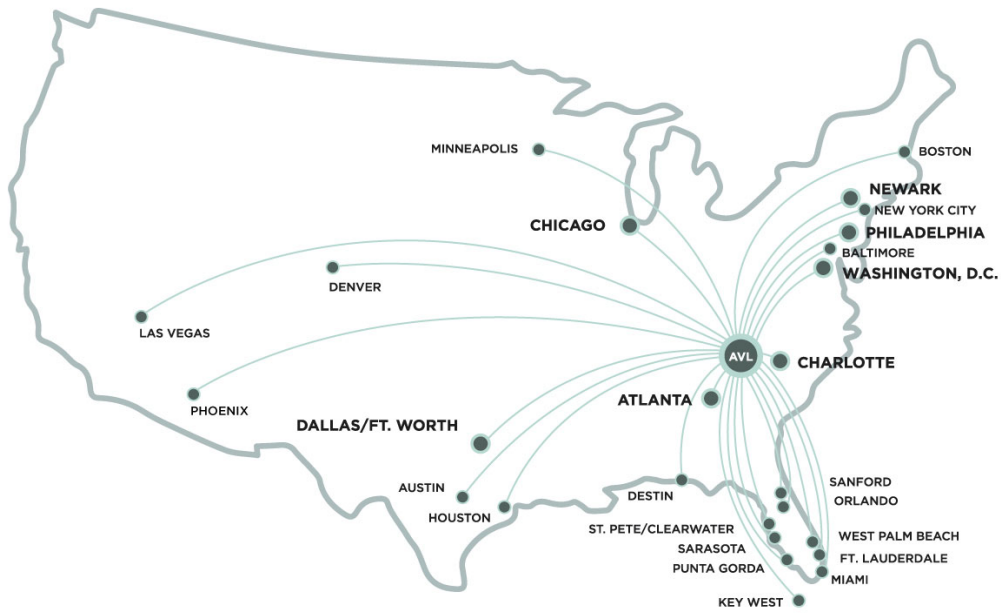 MINNEAPOLIS
BOSTON
NEWARK
NEW YORK CITY
CHICAGO
PHILADELPHIA
BALTIMORE
WASHINGTON, D.C.
DENVER
LAS VEGAS
AVL
CHARLOTTE
ATLANTA
PHOENIX
DALLAS/FT. WORTH
SANFORD
AUSTIN
DESTIN
ORLANDO
HOUSTON
ST. PETE/CLEARWATER
WEST PALM BEACH
SARASOTA
FT. LAUDERDALE
PUNTA GORDA
MIAMI
KEY WEST